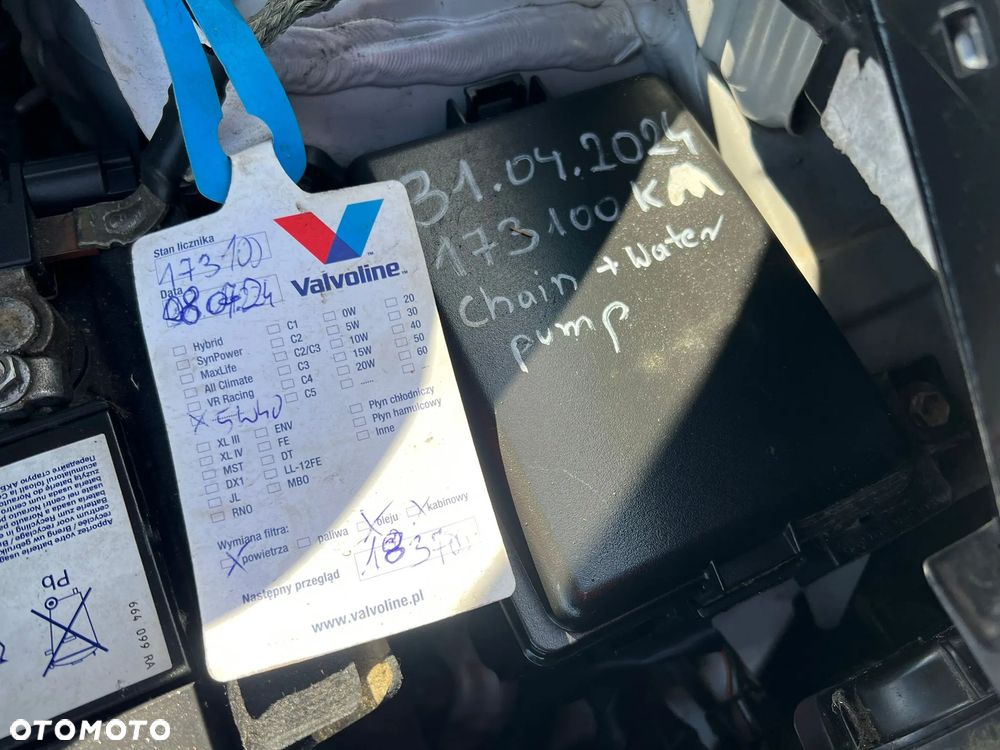 31.04.2024
173100 KM
Chain + Water
pump
Stan licznika
173100
Data
08.07.24
Valvoline™
Hybrid
SynPower
MaxLife
All Climate
VR Racing
X 5W40
C1
C2
C2/C3
C3
C4
C5
0W
5W
10W
15W
20W
......
20
30
40
50
60
...
XL III
XL IV
MST
DX1
JL
RNO
ENV
FE
DT
LL-12FE
MBO
Płyn chłodniczy
Płyn hamulcowy
Inne
Wymiana filtra:
X powietrza paliwa X oleju X kabinowy
Następny przegląd
www.valvoline.pl
Pb
664 099 RA
OTOMOTO